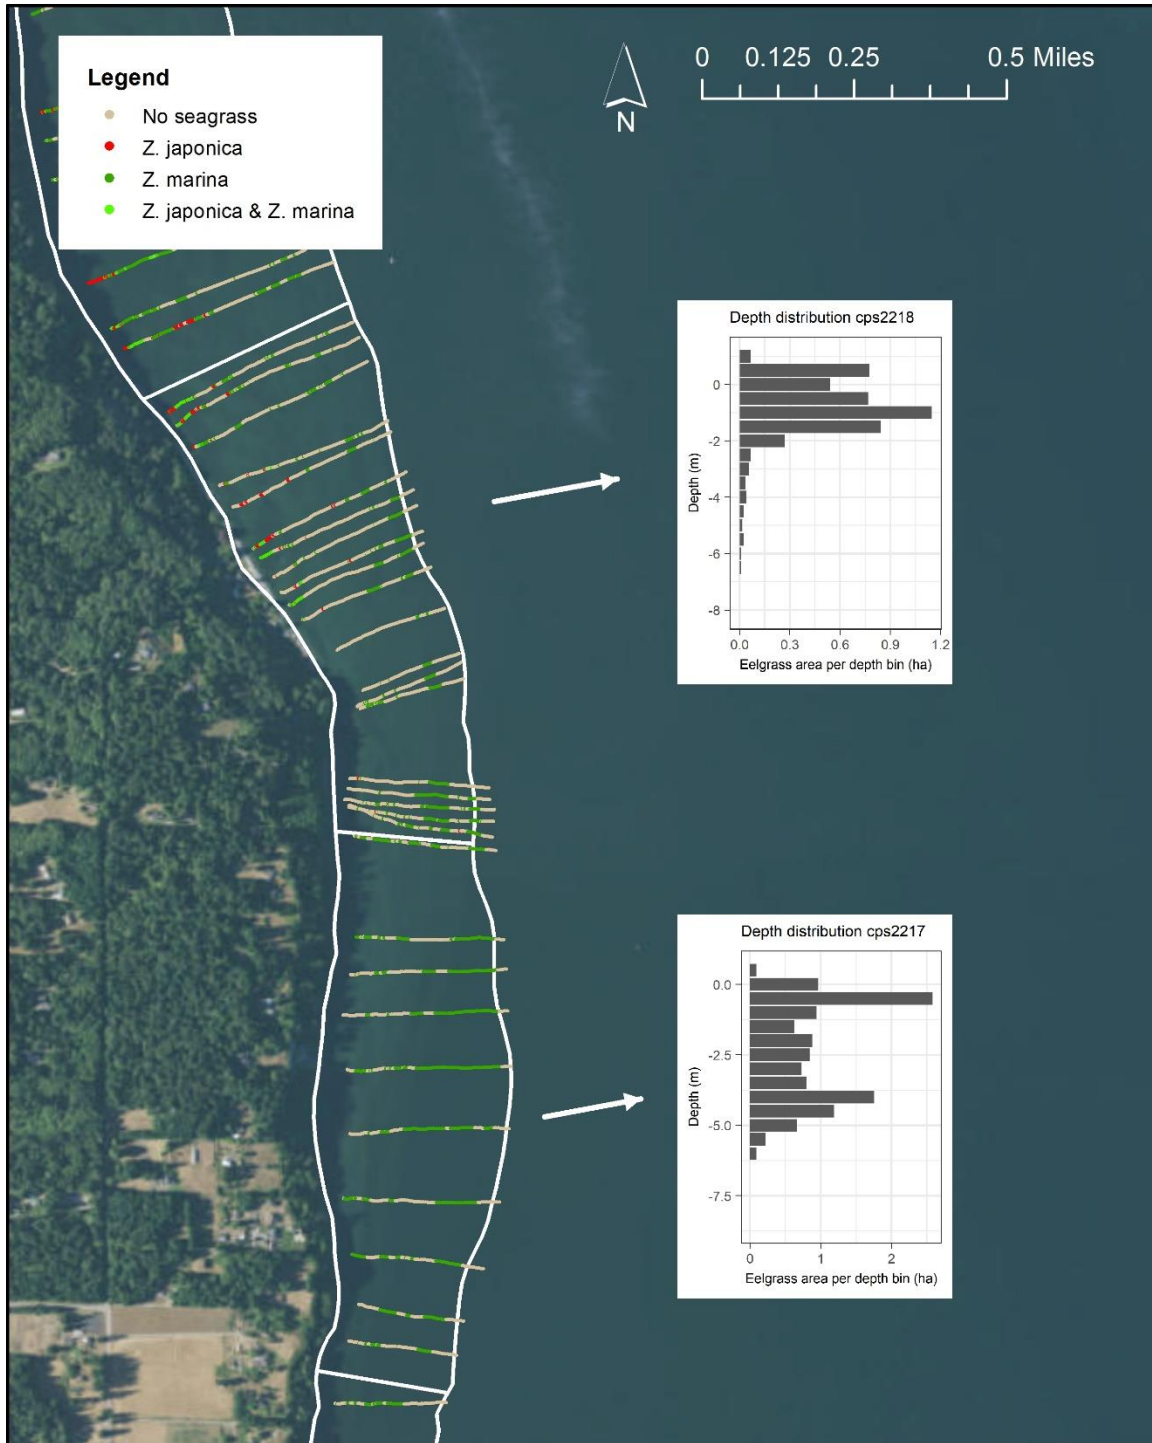 Legend
No seagrass
Z. japonica
Z. marina
Z. japonica & Z. marina
N
0 0.125 0.25 0.5 Miles
Depth distribution cps2218
Depth (m)
0
-2
-4
-6
-8
0.0 0.3 0.6 0.9 1.2
Eelgrass area per depth bin (ha)
Depth distribution cps2217
Depth (m)
0.0
-2.5
-5.0
-7.5
0 1 2
Eelgrass area per depth bin (ha)